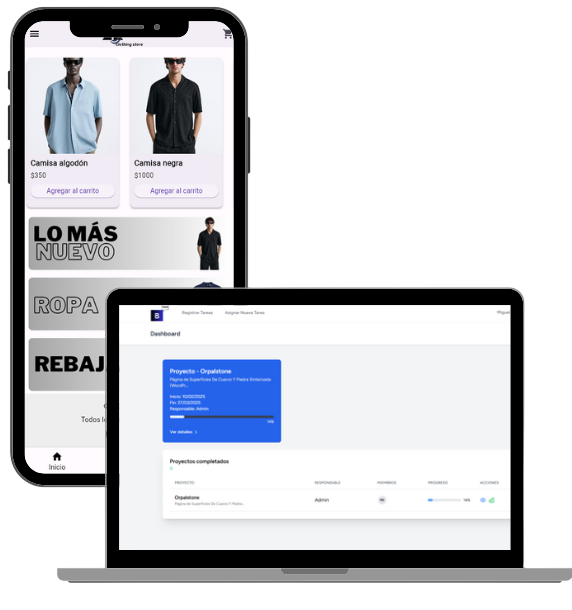 clothing store
Camisa algodón
$350
Agregar al carrito
Camisa negra
$1000
Agregar al carrito
LO MÁS
NUEVO
ROPA
REBAJ
Todos l
Inicio
B
Registrar Tareas
Asignar Nueva Tarea
Miguel
Dashboard
Proyecto - Orpalstone
Página de Superficies De Cuarzo Y Piedra Sinterizada
(WordPr...
Inicio: 10/02/2025
Fin: 27/03/2025
Responsable: Admin
14%
Ver detalles >
Proyectos completados
PROYECTO
RESPONSABLE
MIEMBROS
PROGRESO
ACCIONES
Orpalstone
Página de Superficies De Cuarzo Y Piedra...
Admin
14%